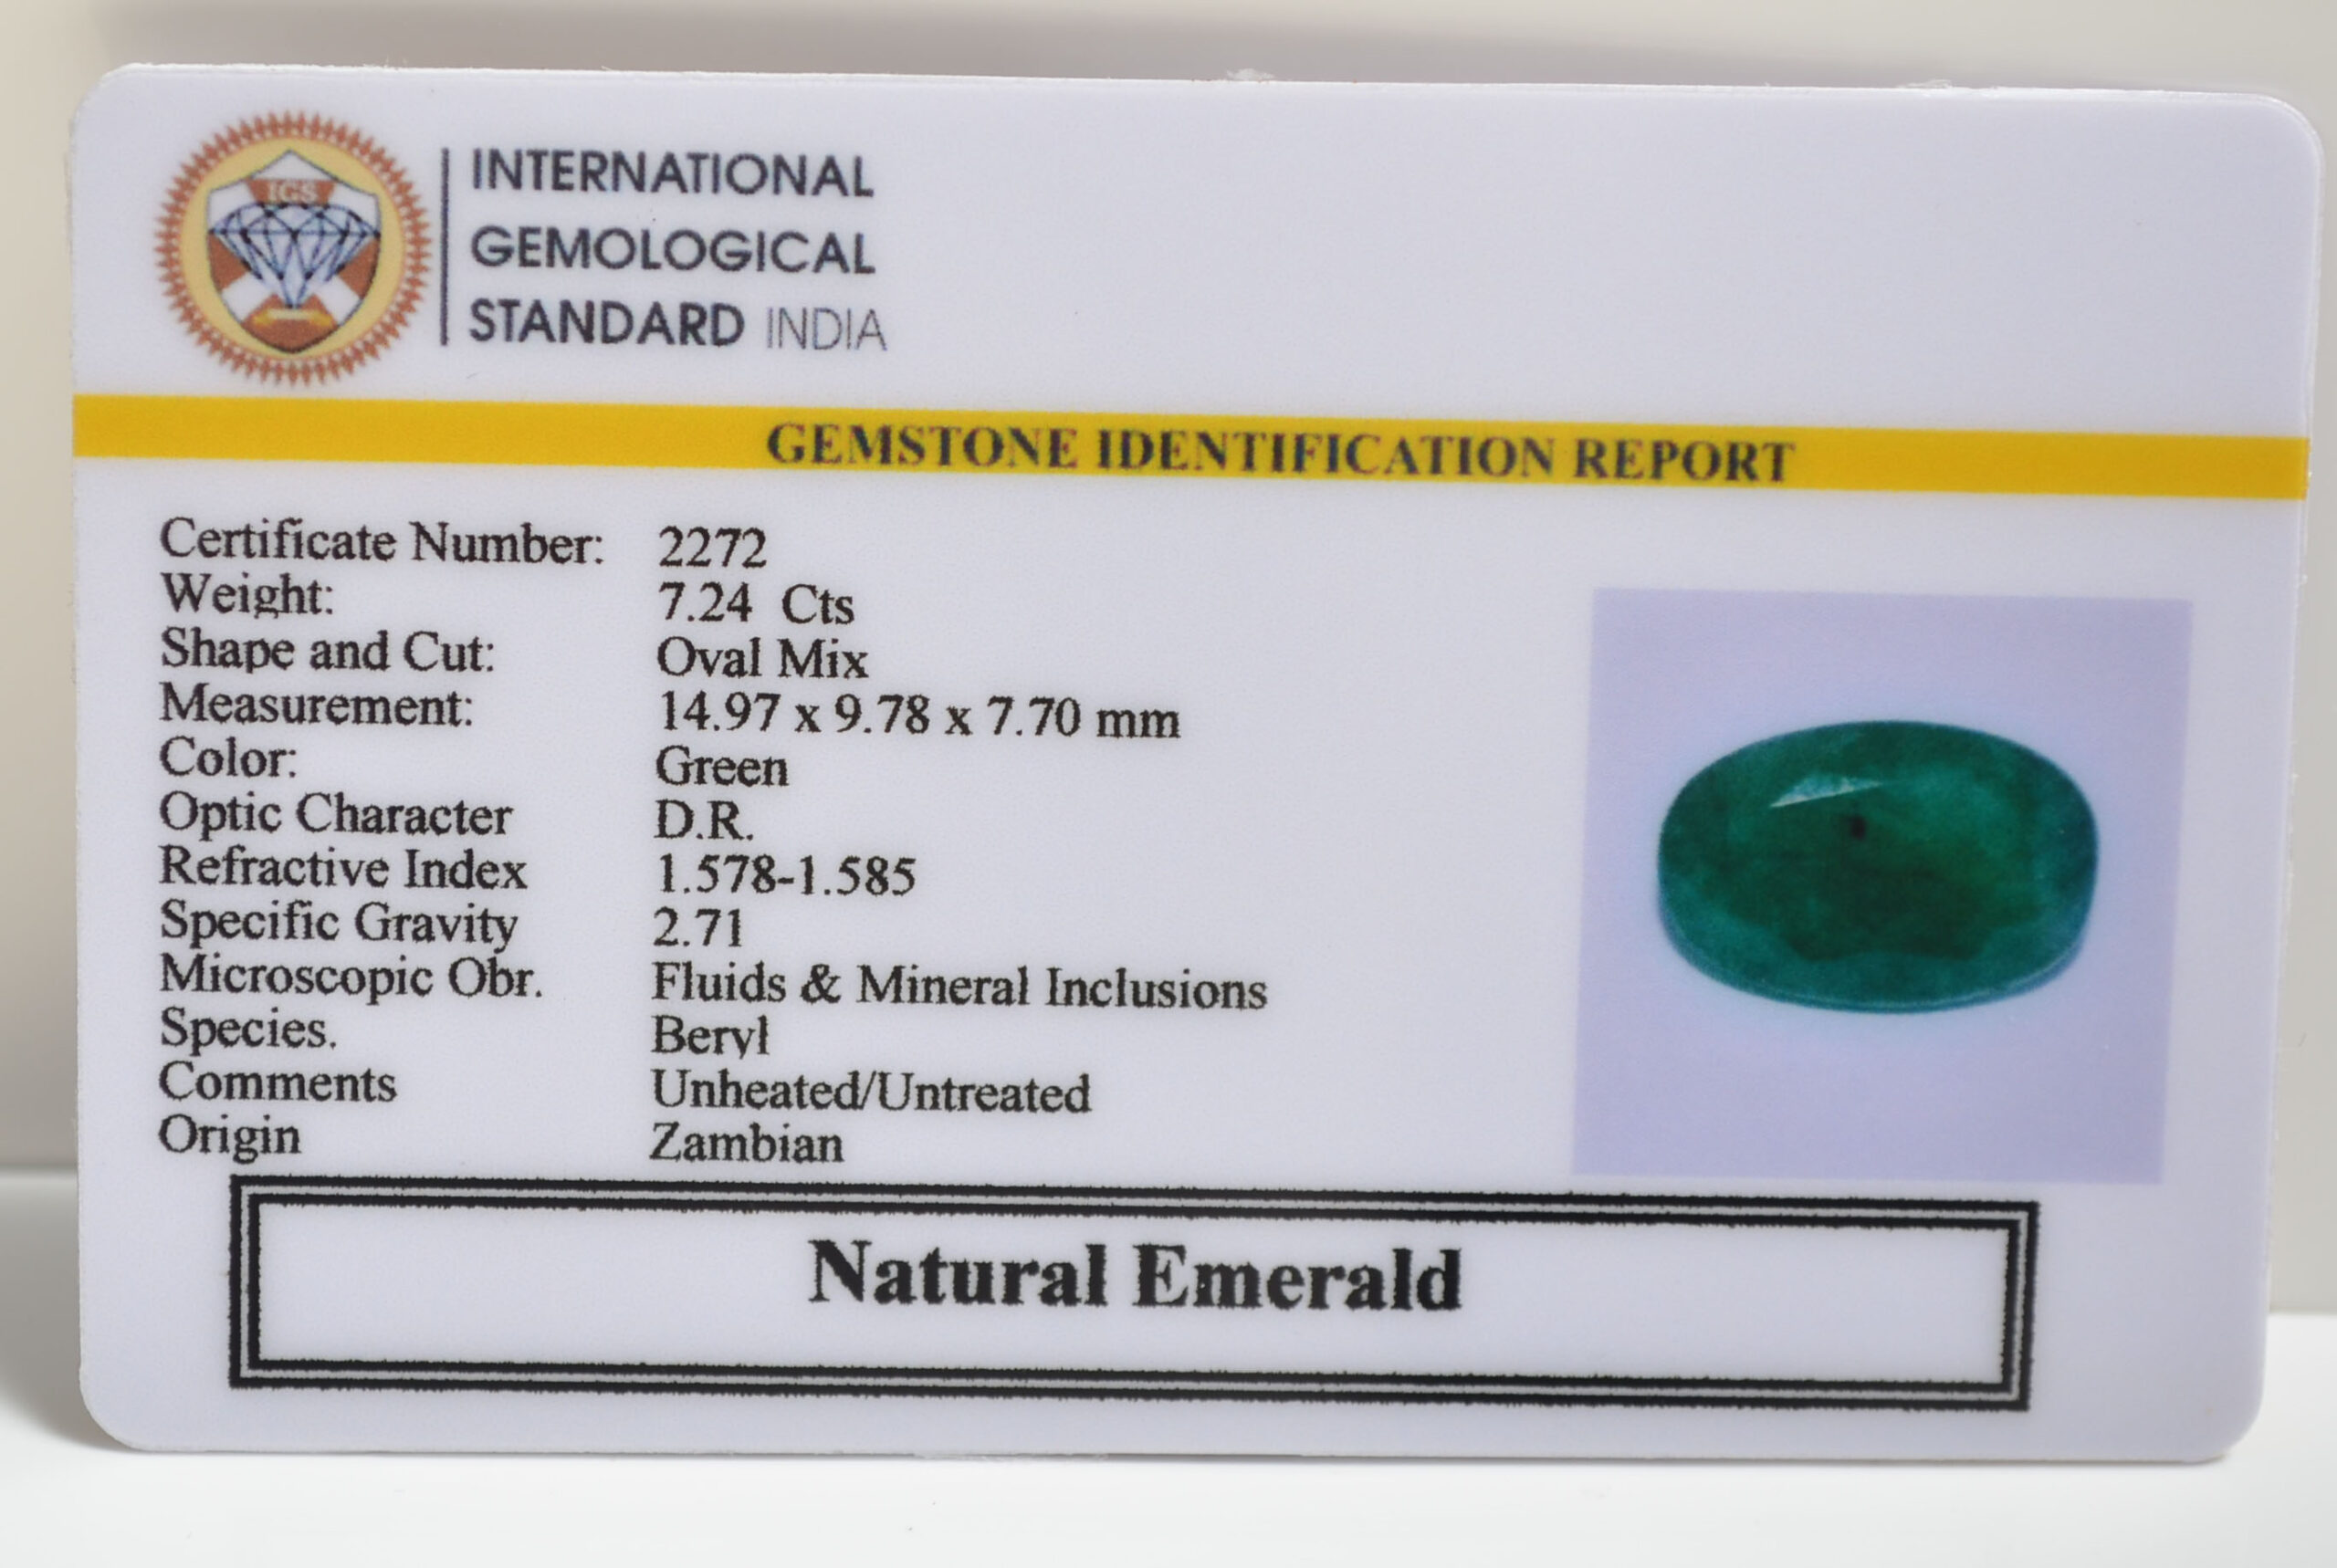 IGS
INTERNATIONAL
GEMOLOGICAL
STANDARD INDIA
GEMSTONE IDENTIFICATION REPORT
Certificate Number: 2272
Weight: 7.24 Cts
Shape and Cut: Oval Mix
Measurement: 14.97 x 9.78 x 7.70 mm
Color: Green
Optic Character D.R.
Refractive Index 1.578-1.585
Specific Gravity 2.71
Microscopic Obr. Fluids & Mineral Inclusions
Species. Beryl
Comments Unheated/Untreated
Origin Zambian
Natural Emerald